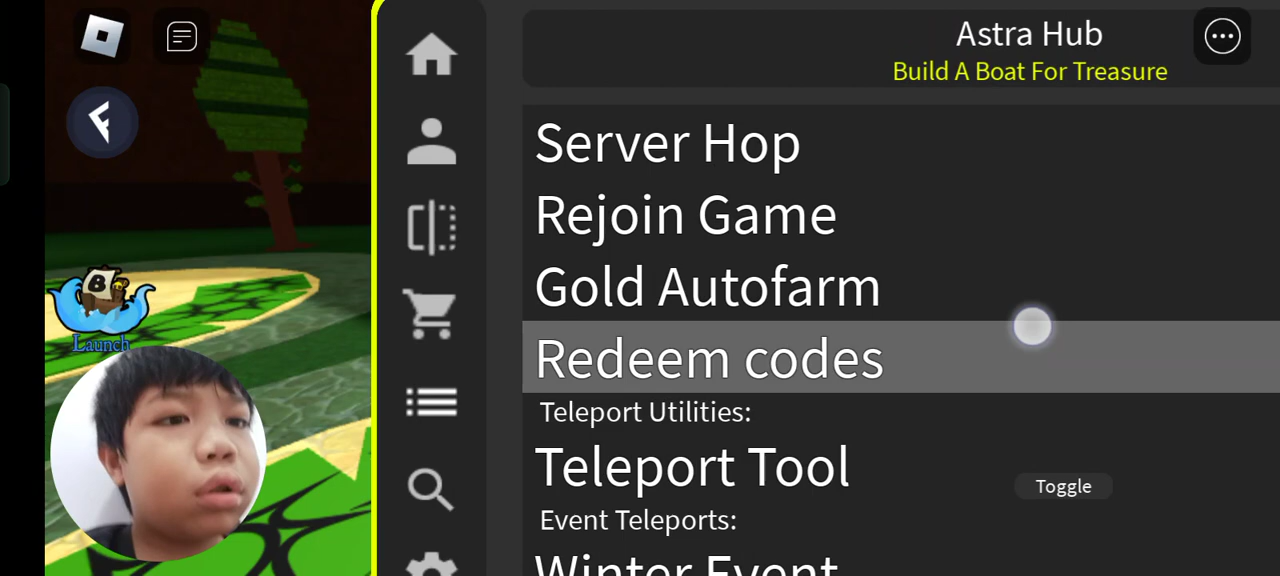 Astra Hub
Build A Boat For Treasure
Server Hop
Rejoin Game
Gold Autofarm
Redeem codes
Teleport Utilities:
Teleport Tool
Toggle
Event Teleports:
Winter Event
B
Launch